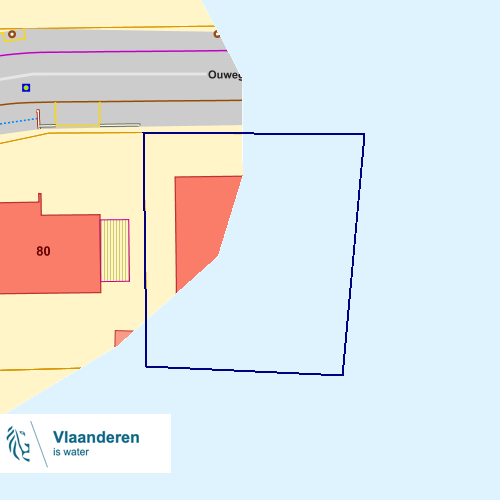 Ouweg
80
Vlaanderen
is water